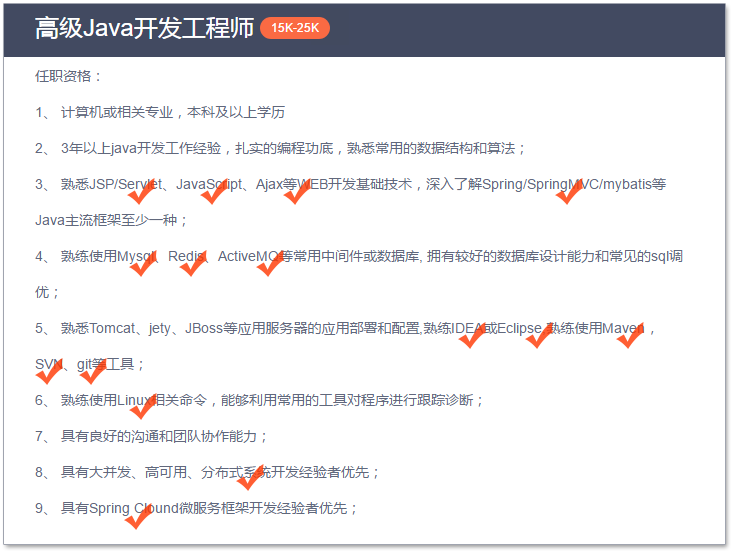 高级Java开发工程师 15K-25K
任职资格：
1、 计算机或相关专业，本科及以上学历
2、 3年以上java开发工作经验，扎实的编程功底，熟悉常用的数据结构和算法；
3、 熟悉JSP/Servlet、JavaScript、Ajax等WEB开发基础技术，深入了解Spring/SpringMVC/mybatis等
Java主流框架至少一种；
4、 熟练使用Mysql、Redis、ActiveMQ等常用中间件或数据库, 拥有较好的数据库设计能力和常见的sql调
优；
5、 熟悉Tomcat、jety、JBoss等应用服务器的应用部署和配置,熟练IDEA或Eclipse,熟练使用Maven，
SVN、git等工具；
6、 熟练使用Linux相关命令，能够利用常用的工具对程序进行跟踪诊断；
7、 具有良好的沟通和团队协作能力；
8、 具有大并发、高可用、分布式系统开发经验者优先；
9、 具有Spring Clound微服务框架开发经验者优先；